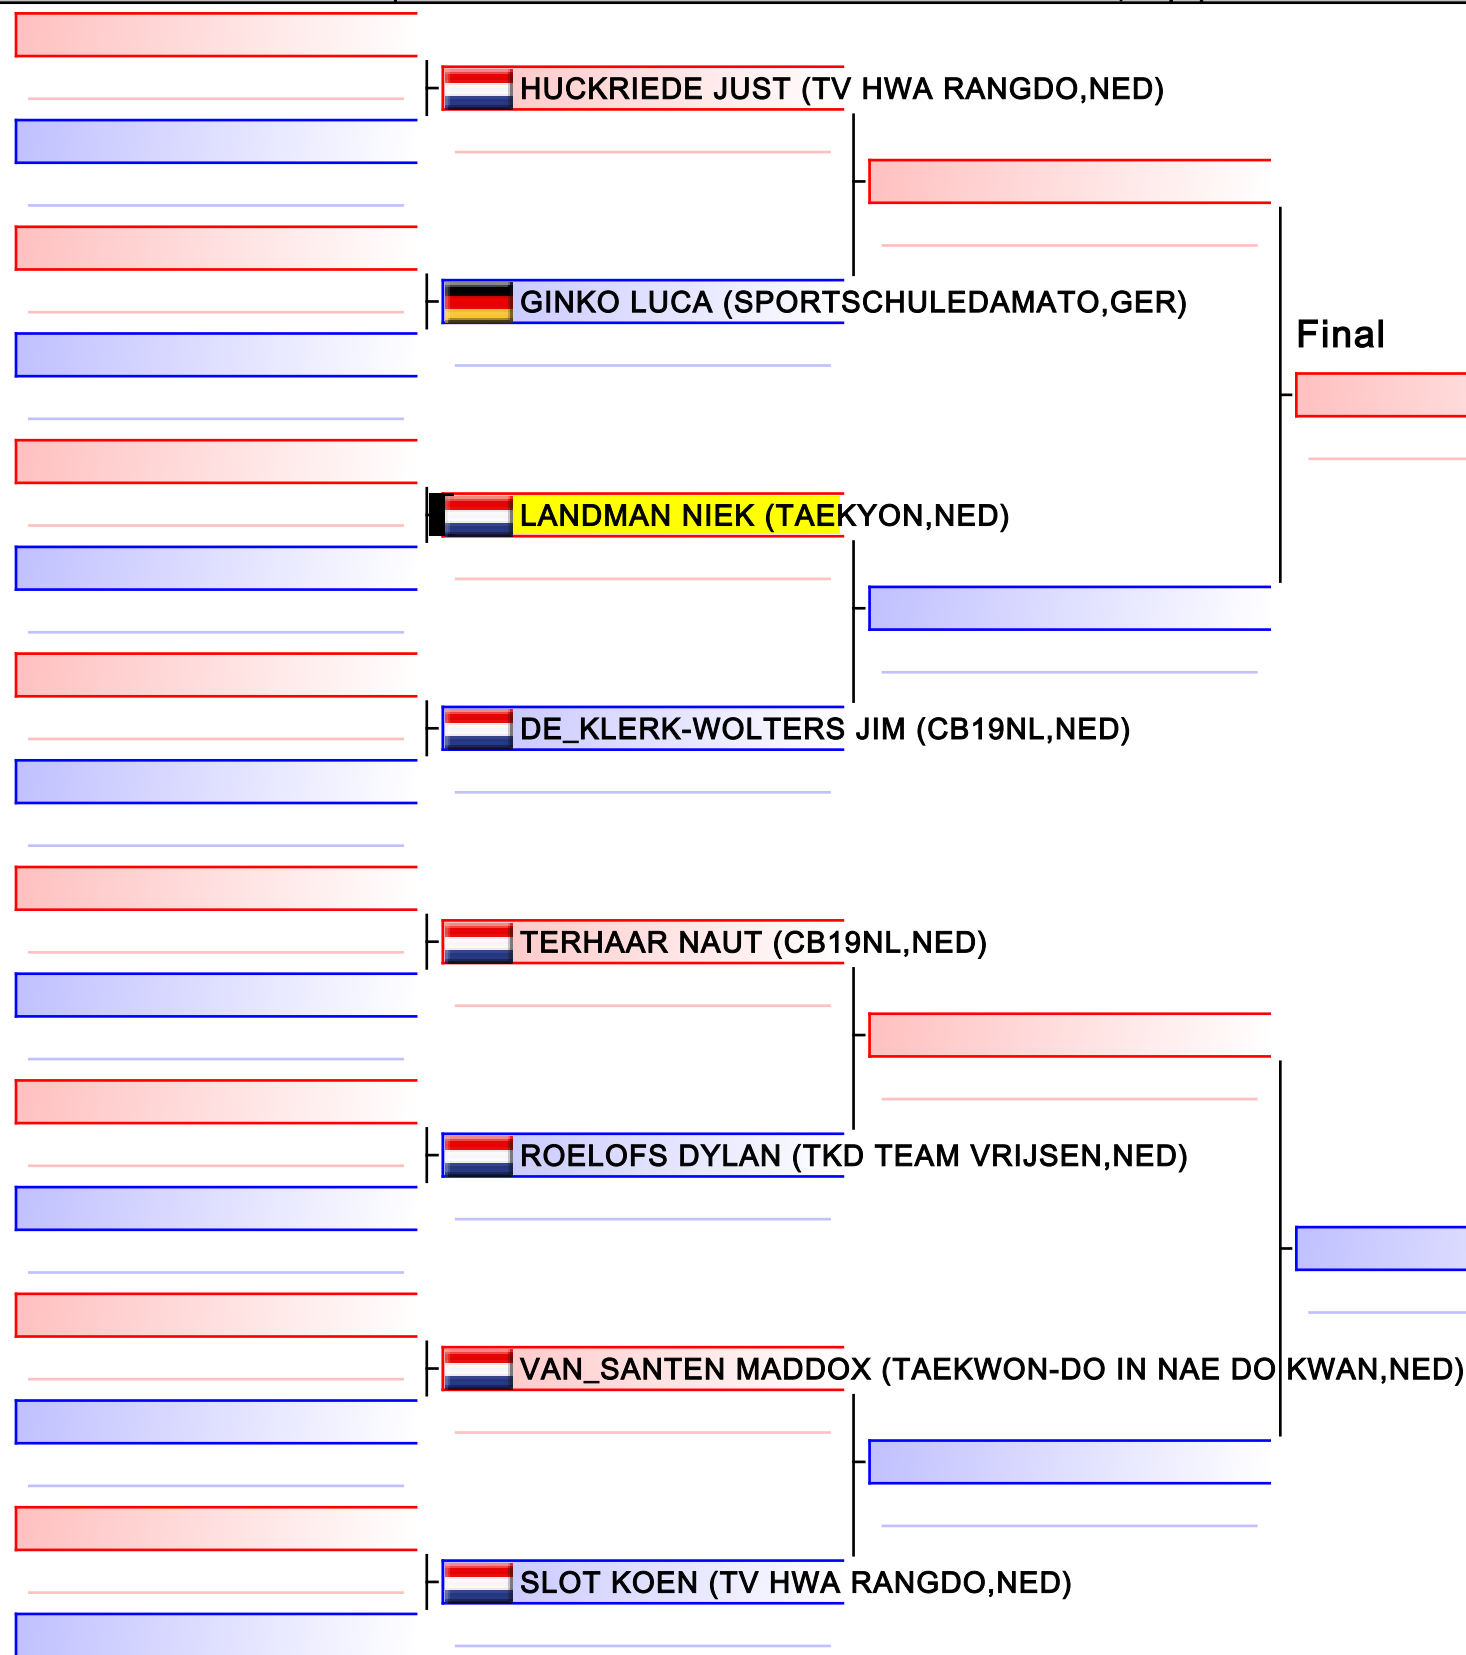 HUCKRIEDE JUST (TV HWA RANGDO,NED)
GINKO LUCA (SPORTSCHULEDAMATO,GER)
Final
LANDMAN NIEK (TAEKYON,NED)
DE_KLERK-WOLTERS JIM (CB19NL,NED)
TERHAAR NAUT (CB19NL,NED)
ROELOFS DYLAN (TKD TEAM VRIJSEN,NED)
VAN_SANTEN MADDOX (TAEKWON-DO IN NAE DO KWAN,NED)
SLOT KOEN (TV HWA RANGDO,NED)